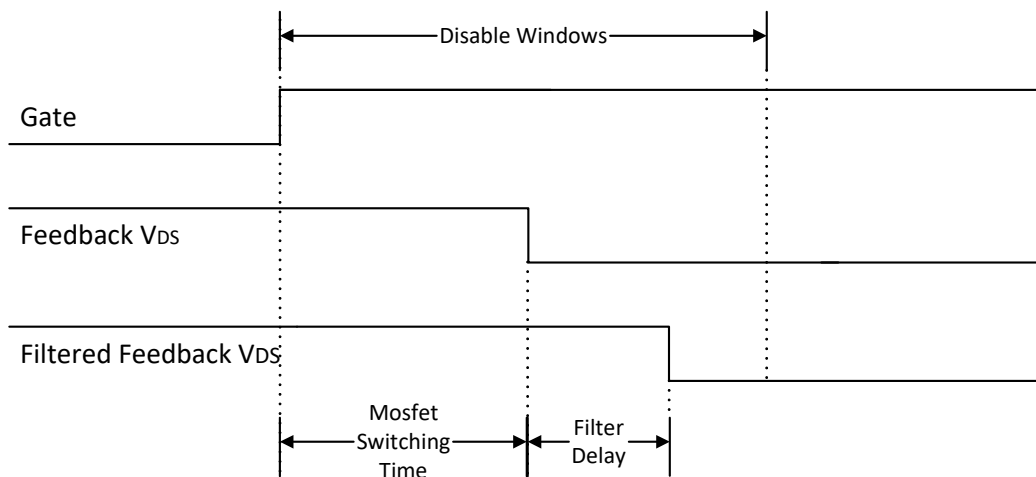 Disable Windows
Gate
Feedback VDS
Filtered Feedback VDS
Mosfet
Switching
Time
Filter
Delay